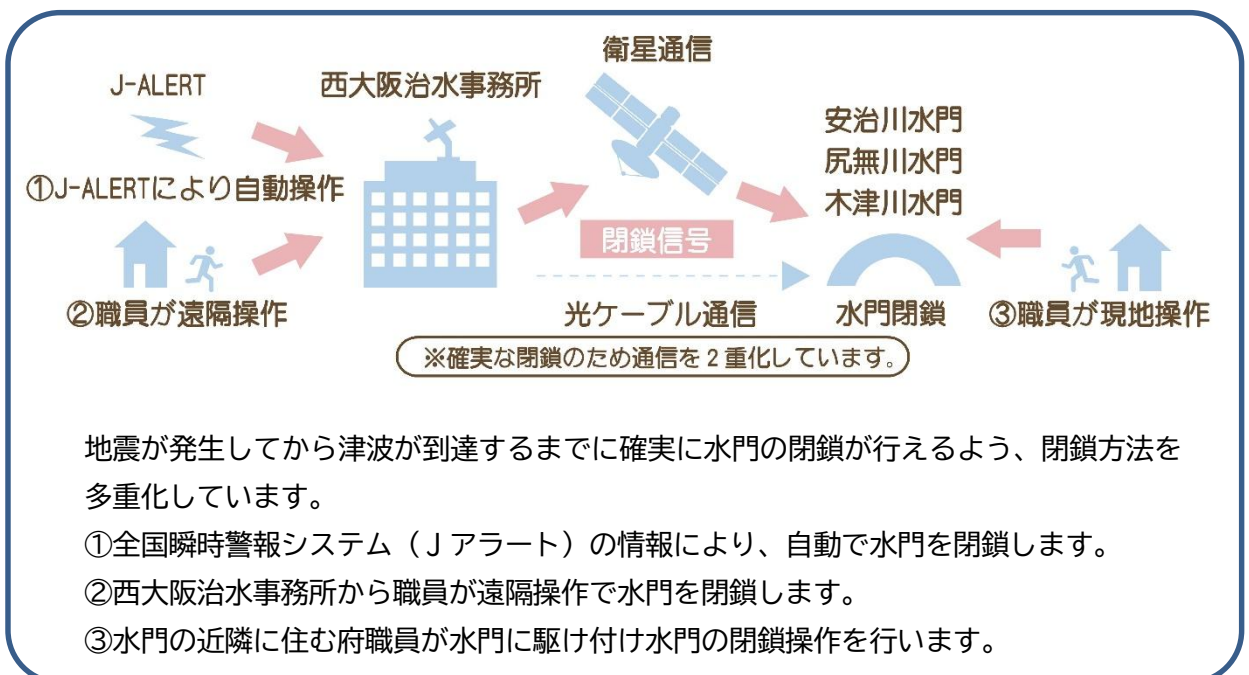 J-ALERT
西大阪治水事務所
衛星通信
安治川水門
尻無川水門
木津川水門
①J-ALERTにより自動操作
閉鎖信号
②職員が遠隔操作
光ケーブル通信
水門閉鎖
③職員が現地操作
※確実な閉鎖のため通信を2重化しています。
地震が発生してから津波が到達するまでに確実に水門の閉鎖が行えるよう、閉鎖方法を
多重化しています。
①全国瞬時警報システム（Ｊアラート）の情報により、自動で水門を閉鎖します。
②西大阪治水事務所から職員が遠隔操作で水門を閉鎖します。
③水門の近隣に住む府職員が水門に駆け付け水門の閉鎖操作を行います。